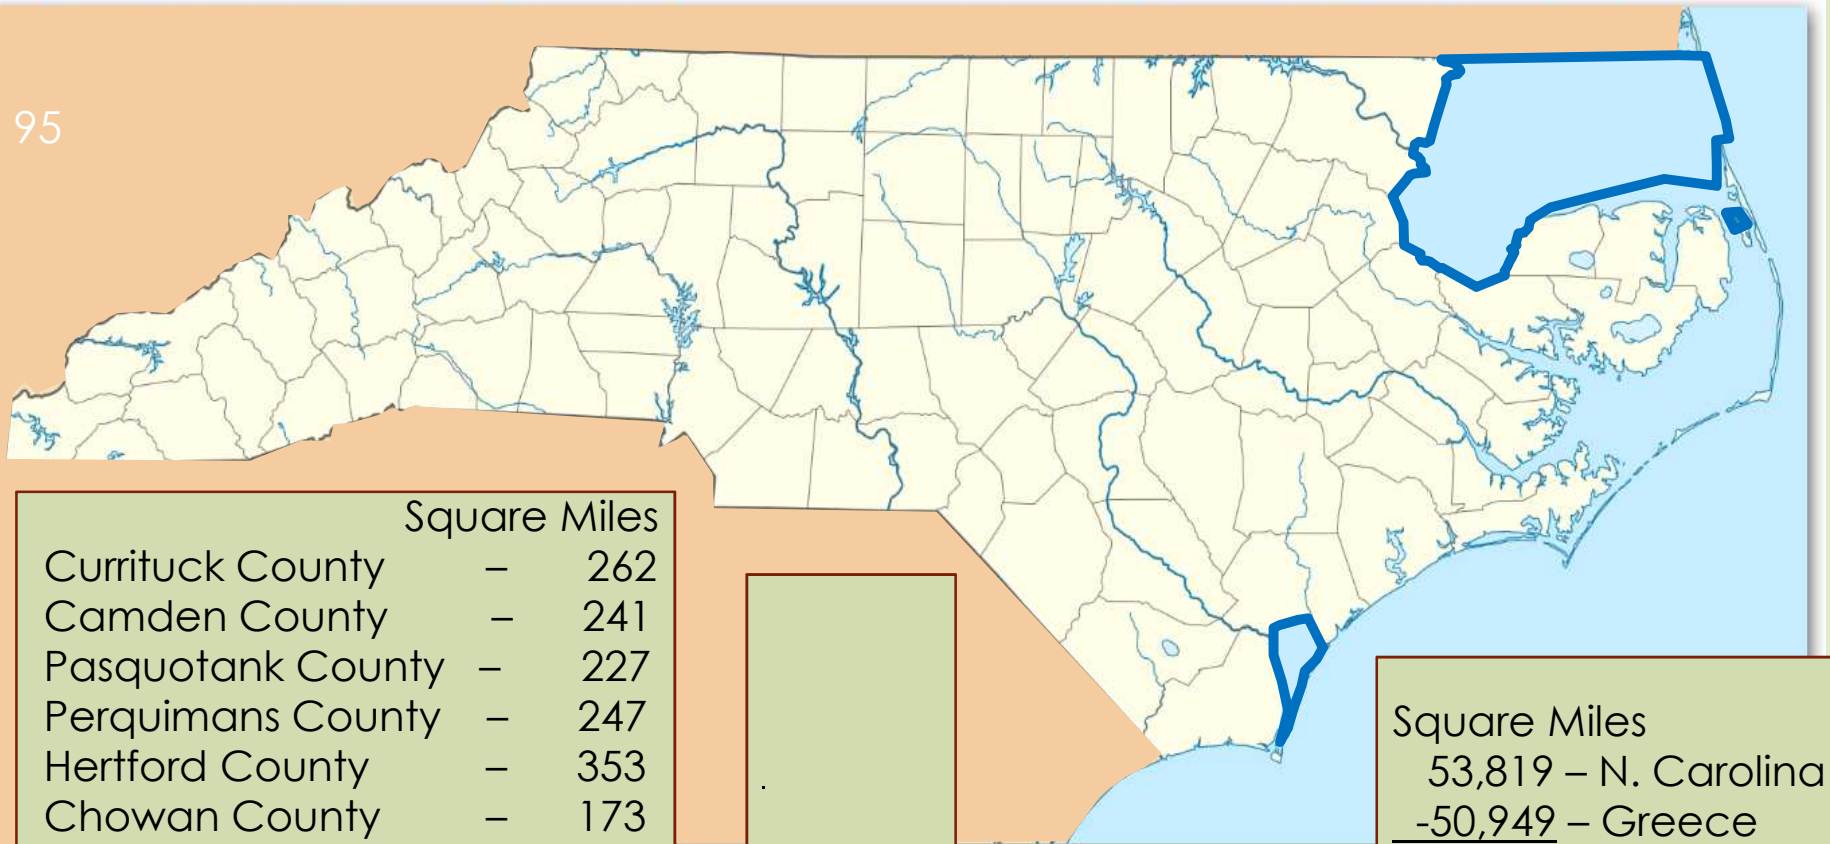 95
Square Miles
Currituck County – 262
Camden County – 241
Pasquotank County – 227
Perquimans County – 247
Hertford County – 353
Chowan County – 173
.
Square Miles
53,819 – N. Carolina
-50,949 – Greece